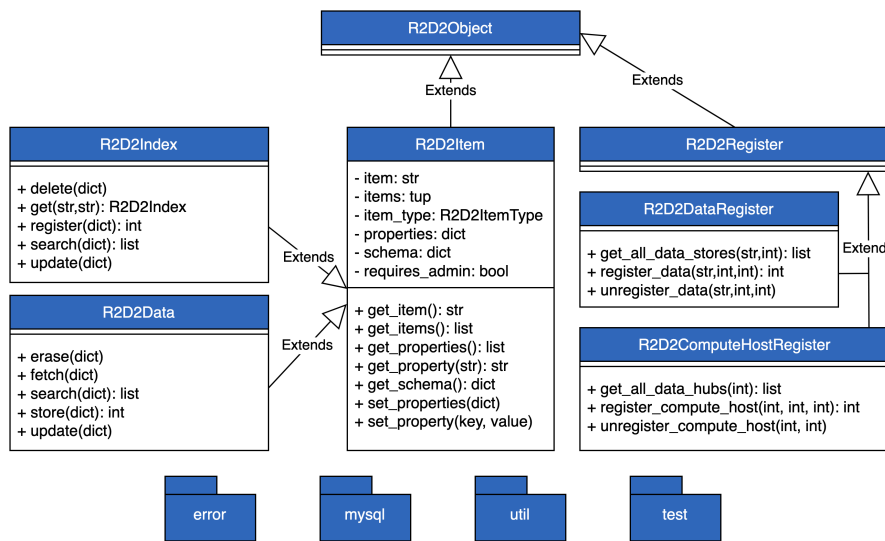 R2D2Object
Extends
Extends
R2D2Index
+ delete(dict)
+ get(str,str): R2D2Index
+ register(dict): int
+ search(dict): list
+ update(dict)
R2D2Item
- item: str
- items: tup
- item_type: R2D2ItemType
- properties: dict
- schema: dict
- requires_admin: bool
+ get_item(): str
+ get_items(): list
+ get_properties(): list
+ get_property(str): str
+ get_schema(): dict
+ set_properties(dict)
+ set_property(key, value)
R2D2Register
R2D2DataRegister
+ get_all_data_stores(str,int): list
+ register_data(str,int,int): int
+ unregister_data(str,int,int)
Extend
Extends
R2D2Data
+ erase(dict)
+ fetch(dict)
+ search(dict): list
+ store(dict): int
+ update(dict)
Extends
R2D2ComputeHostRegister
+ get_all_data_hubs(int): list
+ register_compute_host(int, int, int): int
+ unregister_compute_host(int, int)
error
mysql
util
test